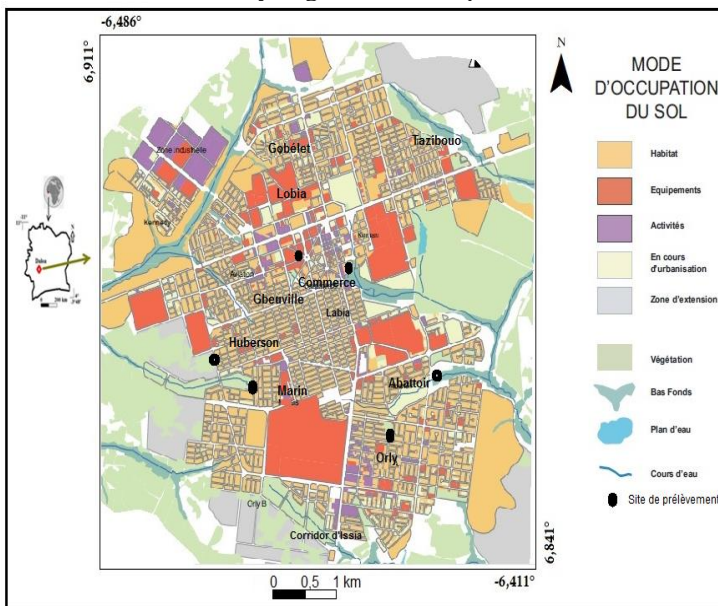 -6,486°
6,911°
N
MODE
D'OCCUPATION
DU SOL
Habitat
Equipements
Activités
En cours
d'urbanisation
Zone d'extension
Végétation
Bas Fonds
Plan d'eau
Cours d'eau
Site de prélèvement
Zone Industrielle
Gobélet
Tazibouo
Lobia
Kennedy
Commerce
Gbeuville
Labia
Huberson
Marin
Abattoir
Orly
Orly B
Corridor d'Issia
0 0,5 1 km
6,841°
-6,411°